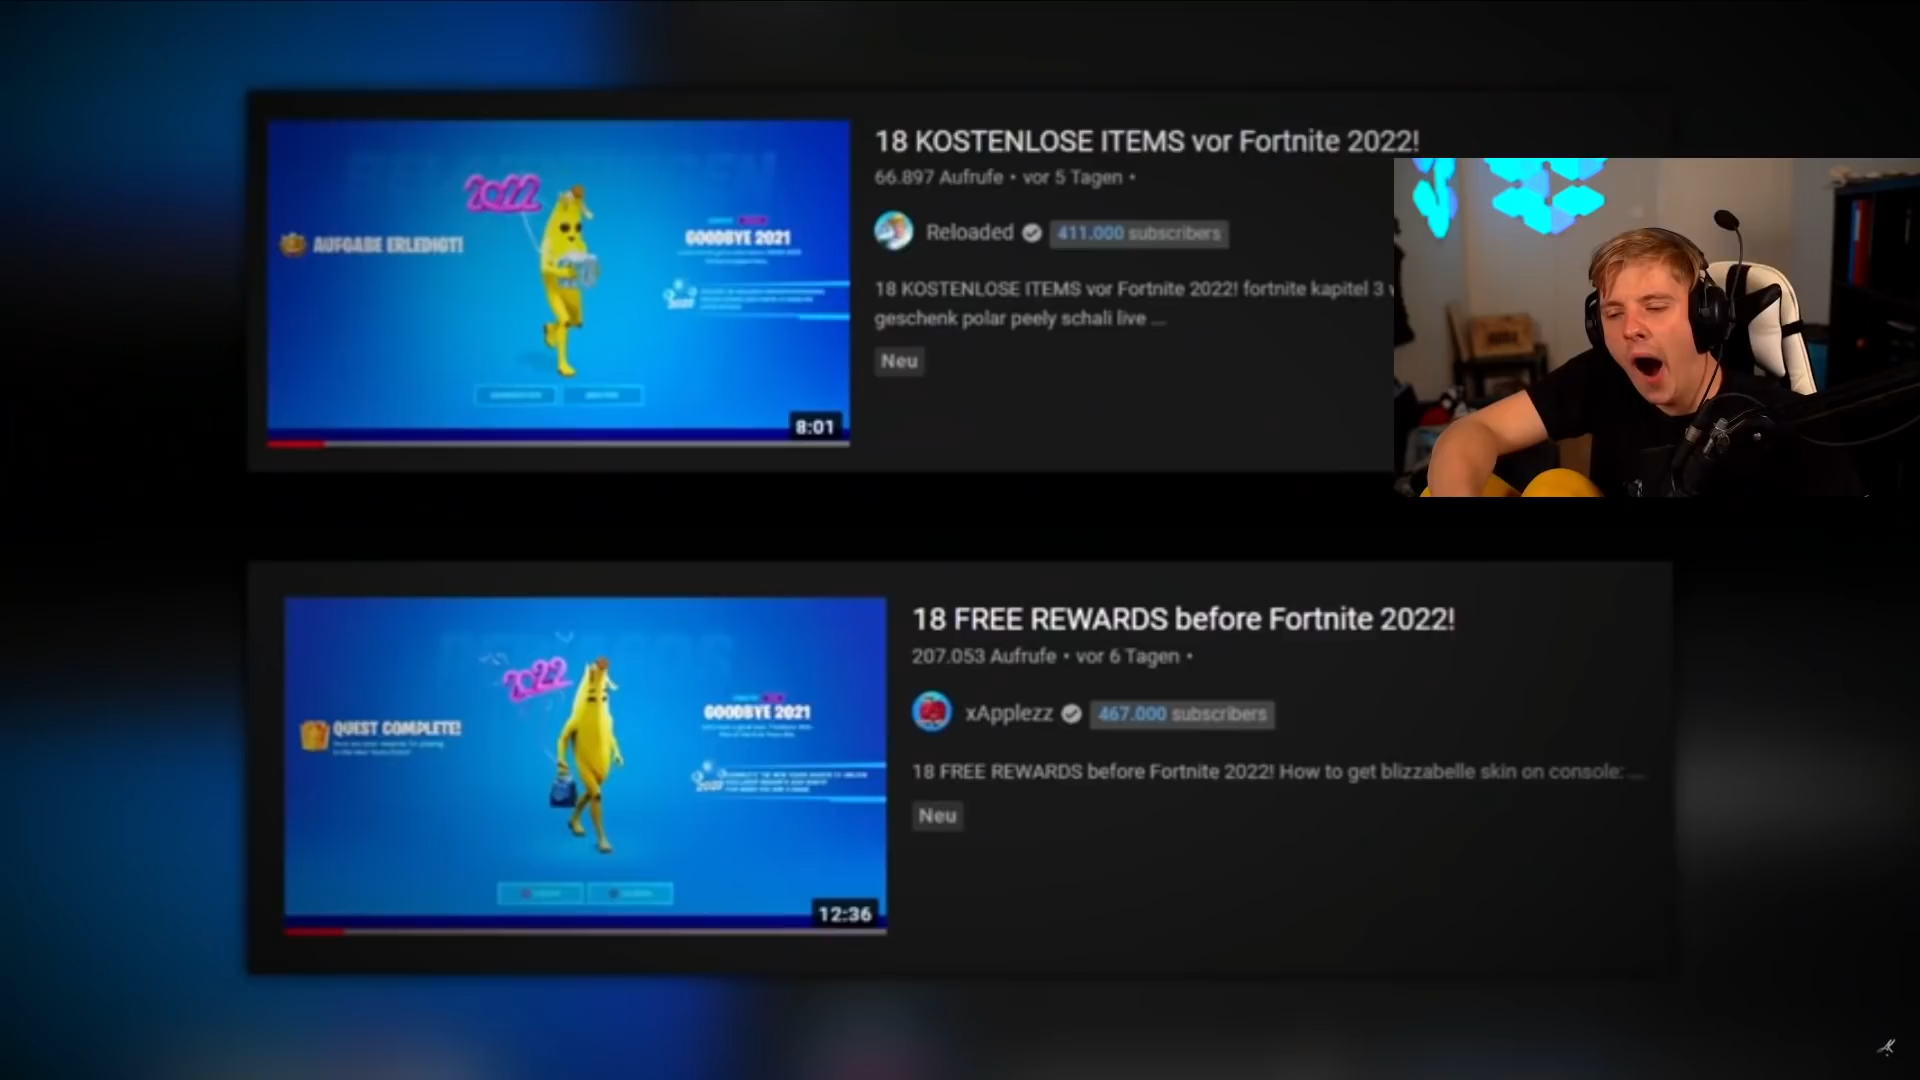 18 KOSTENLOSE ITEMS vor Fortnite 2022!
66.897 Aufrufe • vor 5 Tagen •
Reloaded
411.000 subscribers
18 KOSTENLOSE ITEMS vor Fortnite 2022! fortnite kapitel 3
geschenk polar peely schali live ...
Neu
2022
AUFGABE ERLEDIGT!
GOODBYE 2021
8:01
18 FREE REWARDS before Fortnite 2022!
207.053 Aufrufe • vor 6 Tagen •
xApplezz
467.000 subscribers
18 FREE REWARDS before Fortnite 2022! How to get blizzabelle skin on console: ...
Neu
2022
QUEST COMPLETE!
GOODBYE 2021
12:36